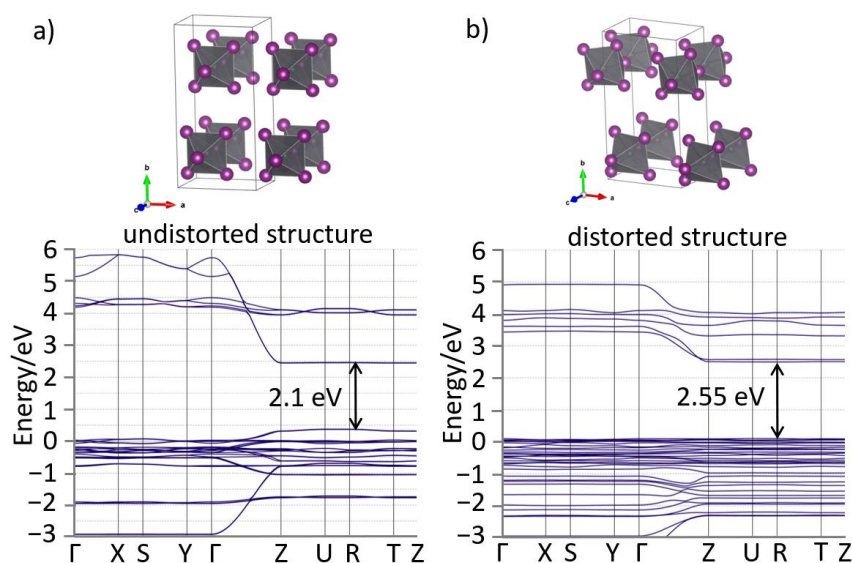 a)
b
a
c
undistorted structure
Energy/eV
6
5
4
3
2
1
0
−1
−2
−3
2.1 eV
Γ X S Y Γ Z U R T Z
b)
b
a
c
distorted structure
Energy/eV
6
5
4
3
2
1
0
−1
−2
−3
2.55 eV
Γ X S Y Γ Z U R T Z